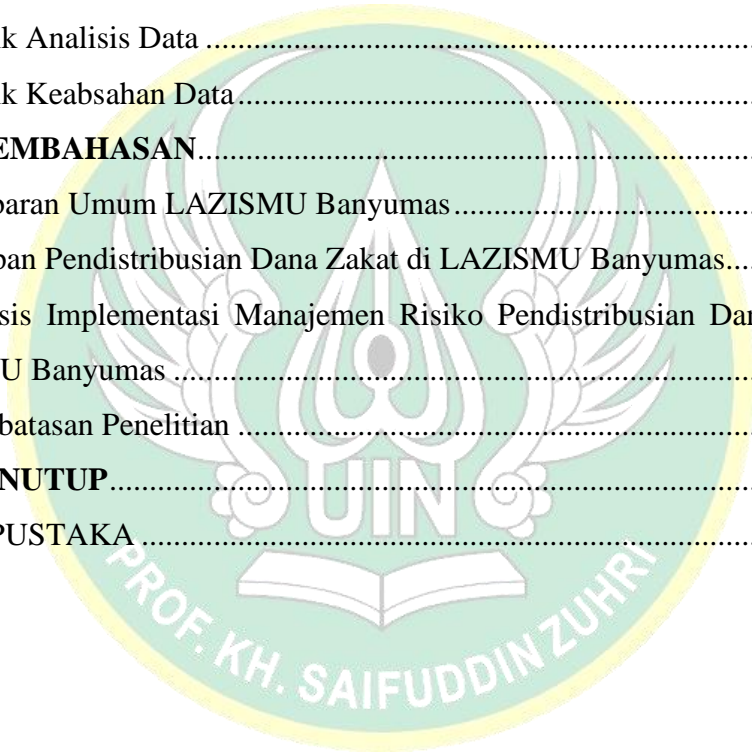 k Analisis Data ............................................................................
k Keabsahan Data.......................................................................
EMBAHASAN.............................................................................
baran Umum LAZISMU Banyumas.........................................
ban Pendistribusian Dana Zakat di LAZISMU Banyumas....
sis Implementasi Manajemen Risiko Pendistribusian Dan
U Banyumas ................................................................................
batasan Penelitian .......................................................................
NUTUP..........................................................................................
PUSTAKA ....................................................................................
UIN
PROF. KH. SAIFUDDIN ZUHRI